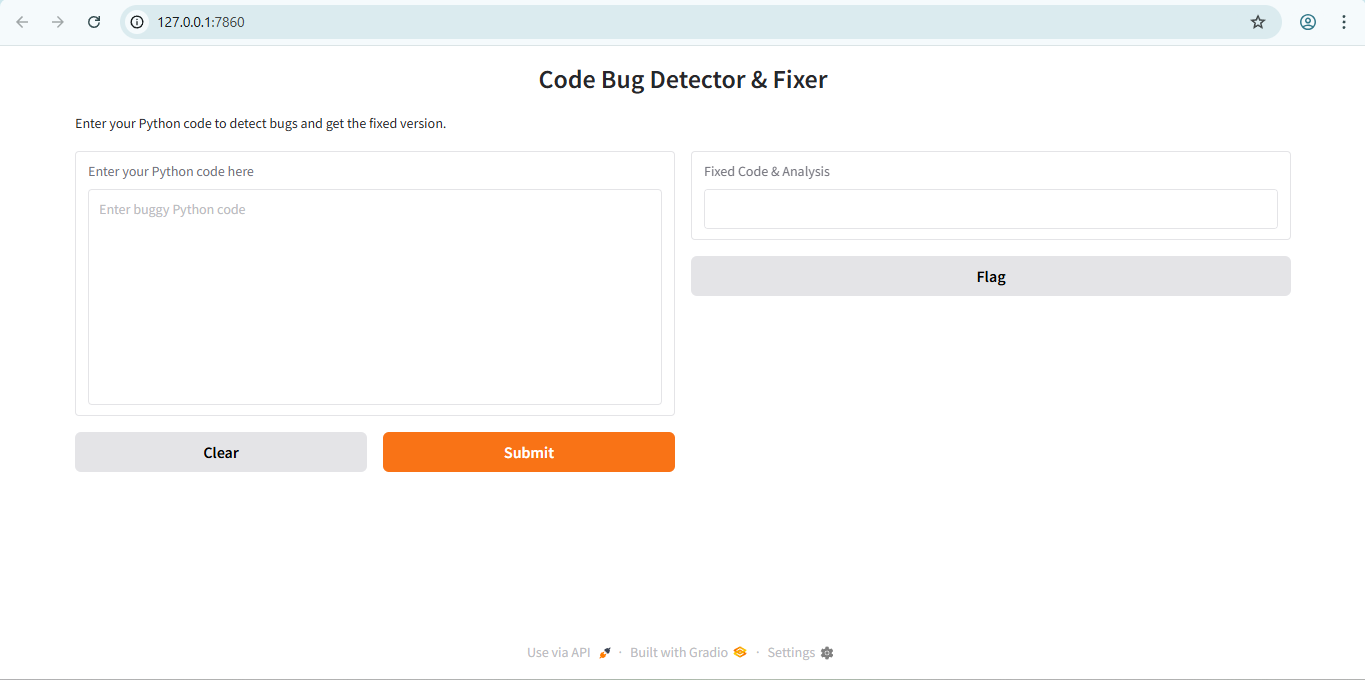 127.0.0.1:7860
Code Bug Detector & Fixer
Enter your Python code to detect bugs and get the fixed version.
Enter your Python code here
Enter buggy Python code
Fixed Code & Analysis
Flag
Clear
Submit
Use via API · Built with Gradio · Settings